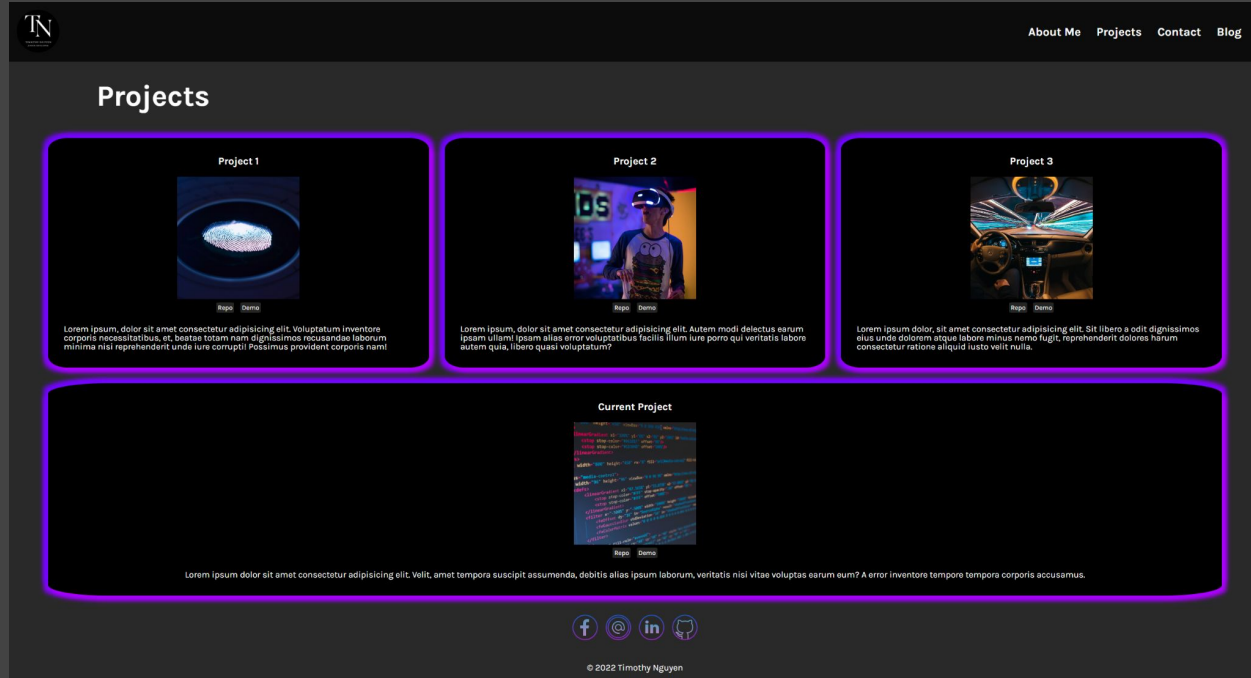 TN
About Me Projects Contact Blog
Projects
Project 1
Repo Demo
Lorem ipsum, dolor sit amet consectetur adipisicing elit. Voluptatum inventore
corporis necessitatibus, et, beatae totam nam dignissimos recusandae laborum
minima nisi reprehenderit unde iure corrupti! Possimus provident corporis nam!
Project 2
Repo Demo
Lorem ipsum, dolor sit amet consectetur adipisicing elit. Autem modi delectus earum
ipsam ullam! Ipsam alias error voluptatibus facilis illum iure porro qui veritatis labore
autem quia, libero quasi voluptatum?
Project 3
Repo Demo
Lorem ipsum dolor, sit amet consectetur adipisicing elit. Sit libero a odit dignissimos
eius unde dolorem atque labore minus nemo fugit, reprehenderit dolores harum
consectetur ratione aliquid iusto velit nulla.
Current Project
Repo Demo
Lorem ipsum dolor sit amet consectetur adipisicing elit. Velit, amet tempora suscipit assumenda, debitis alias ipsum laborum, veritatis nisi vitae voluptas earum eum? A error inventore tempore tempora corporis accusamus.
© 2022 Timothy Nguyen